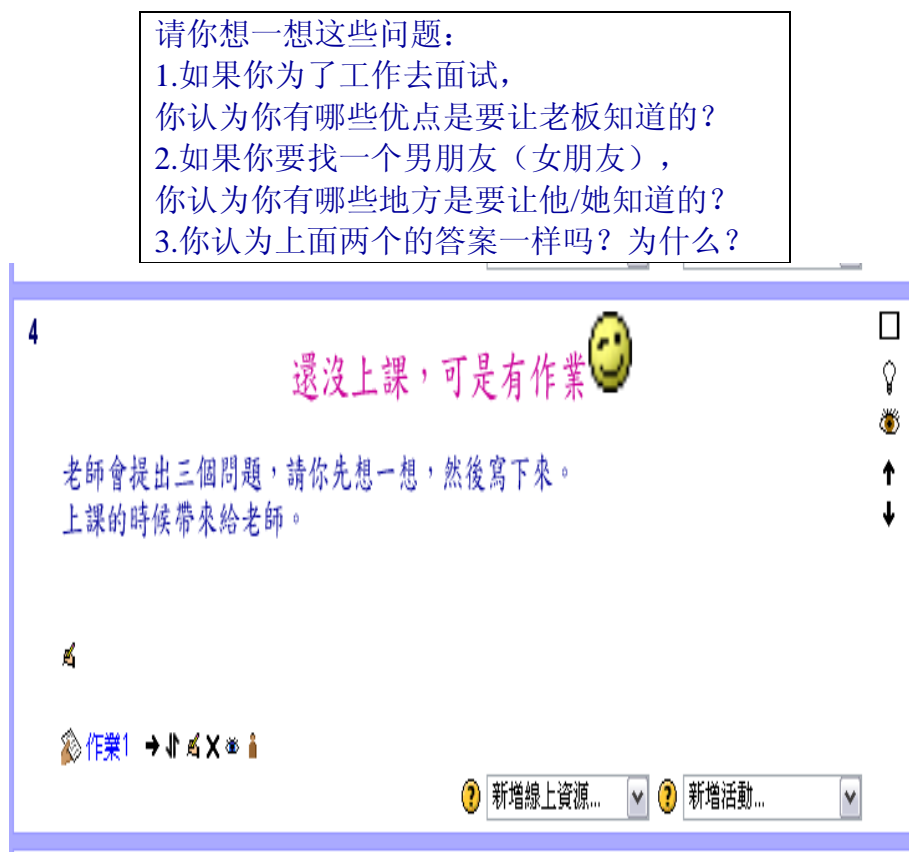 请你想一想这些问题：
1.如果你为了工作去面试，
你认为你有哪些优点是要让老板知道的？
2.如果你要找一个男朋友（女朋友），
你认为你有哪些地方是要让他/她知道的？
3.你认为上面两个的答案一样吗？为什么？
4
還沒上課，可是有作業
老師會提出三個問題，請你先想一想，然後寫下來。
上課的時候帶來給老師。
作業1
新增線上資源... 新增活動...